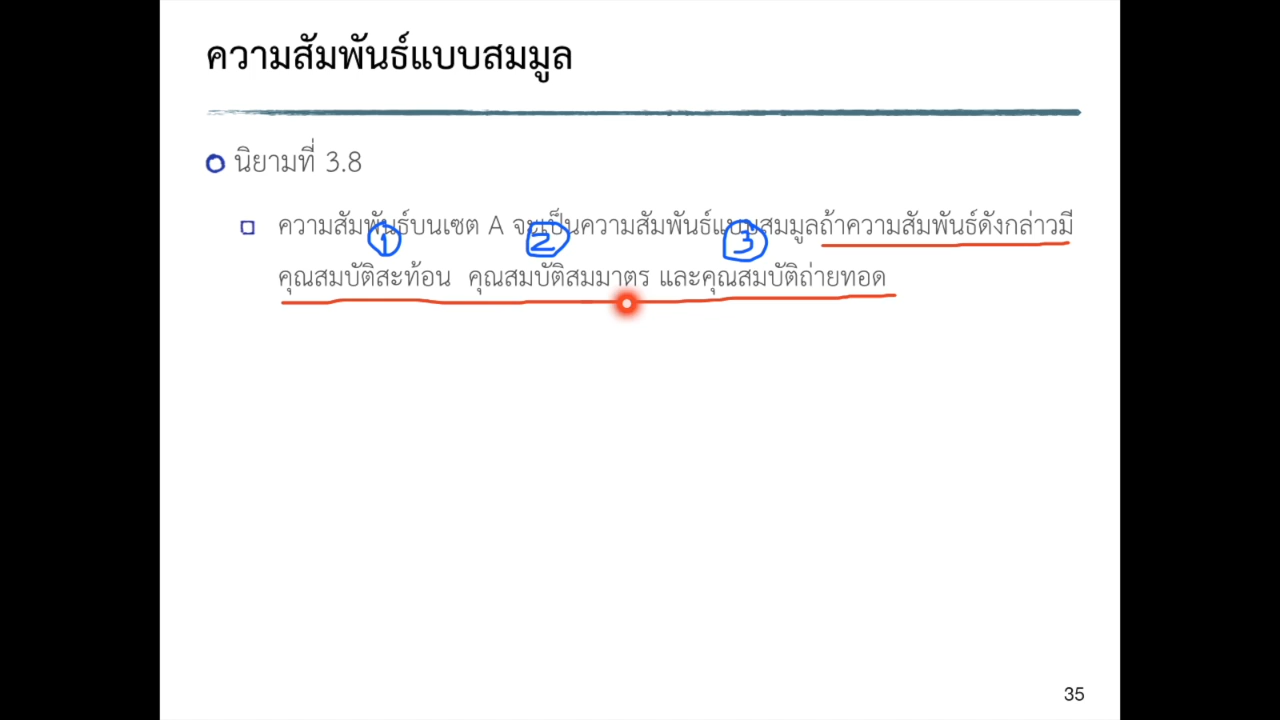 ความสัมพันธ์แบบสมมูล
นิยามที่ 3.8
ความสัมพันธ์บนเซต A จะเป็นความสัมพันธ์แบบสมมูลถ้าความสัมพันธ์ดังกล่าวมี
1 2 3
คุณสมบัติสะท้อน คุณสมบัติสมมาตร และคุณสมบัติถ่ายทอด
35